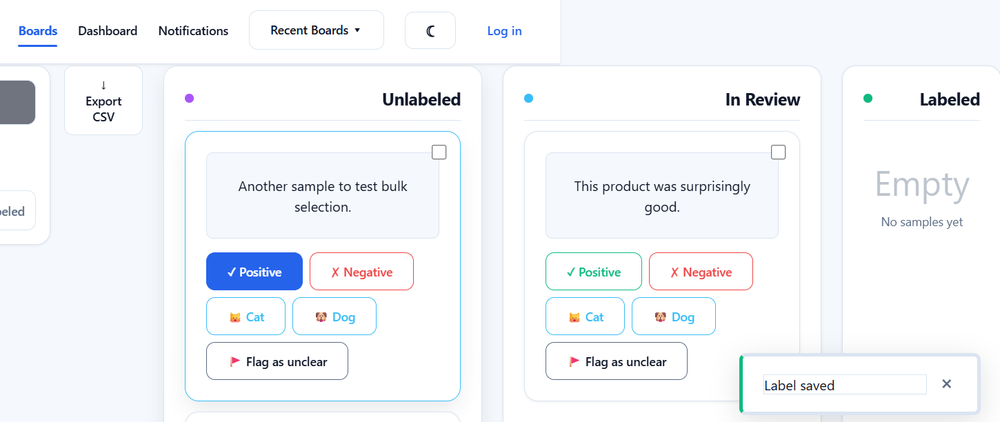 Boards
Dashboard
Notifications
Recent Boards
Log in
↓
Export
CSV
Unlabeled
Another sample to test bulk
selection.
✓ Positive
✗ Negative
Cat
Dog
Flag as unclear
In Review
This product was surprisingly
good.
✓ Positive
✗ Negative
Cat
Dog
Flag as unclear
Labeled
Empty
No samples yet
Label saved
✕